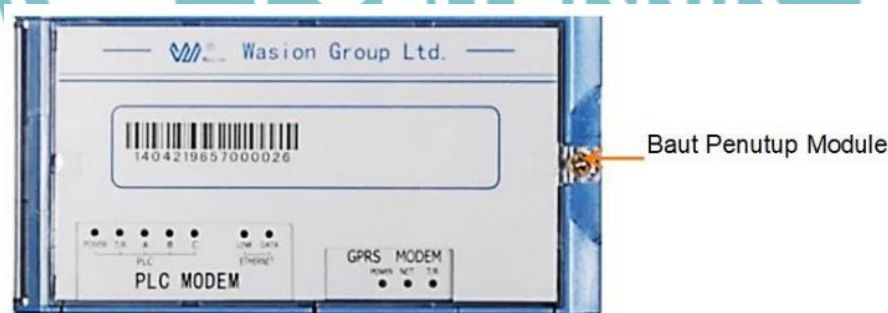 Wasion Group Ltd.
Baut Penutup Module
1404219657000026
POWER T/R A B C LINK DATA
PLC ETHERNET
PLC MODEM
GPRS MODEM
POWER NET T/R